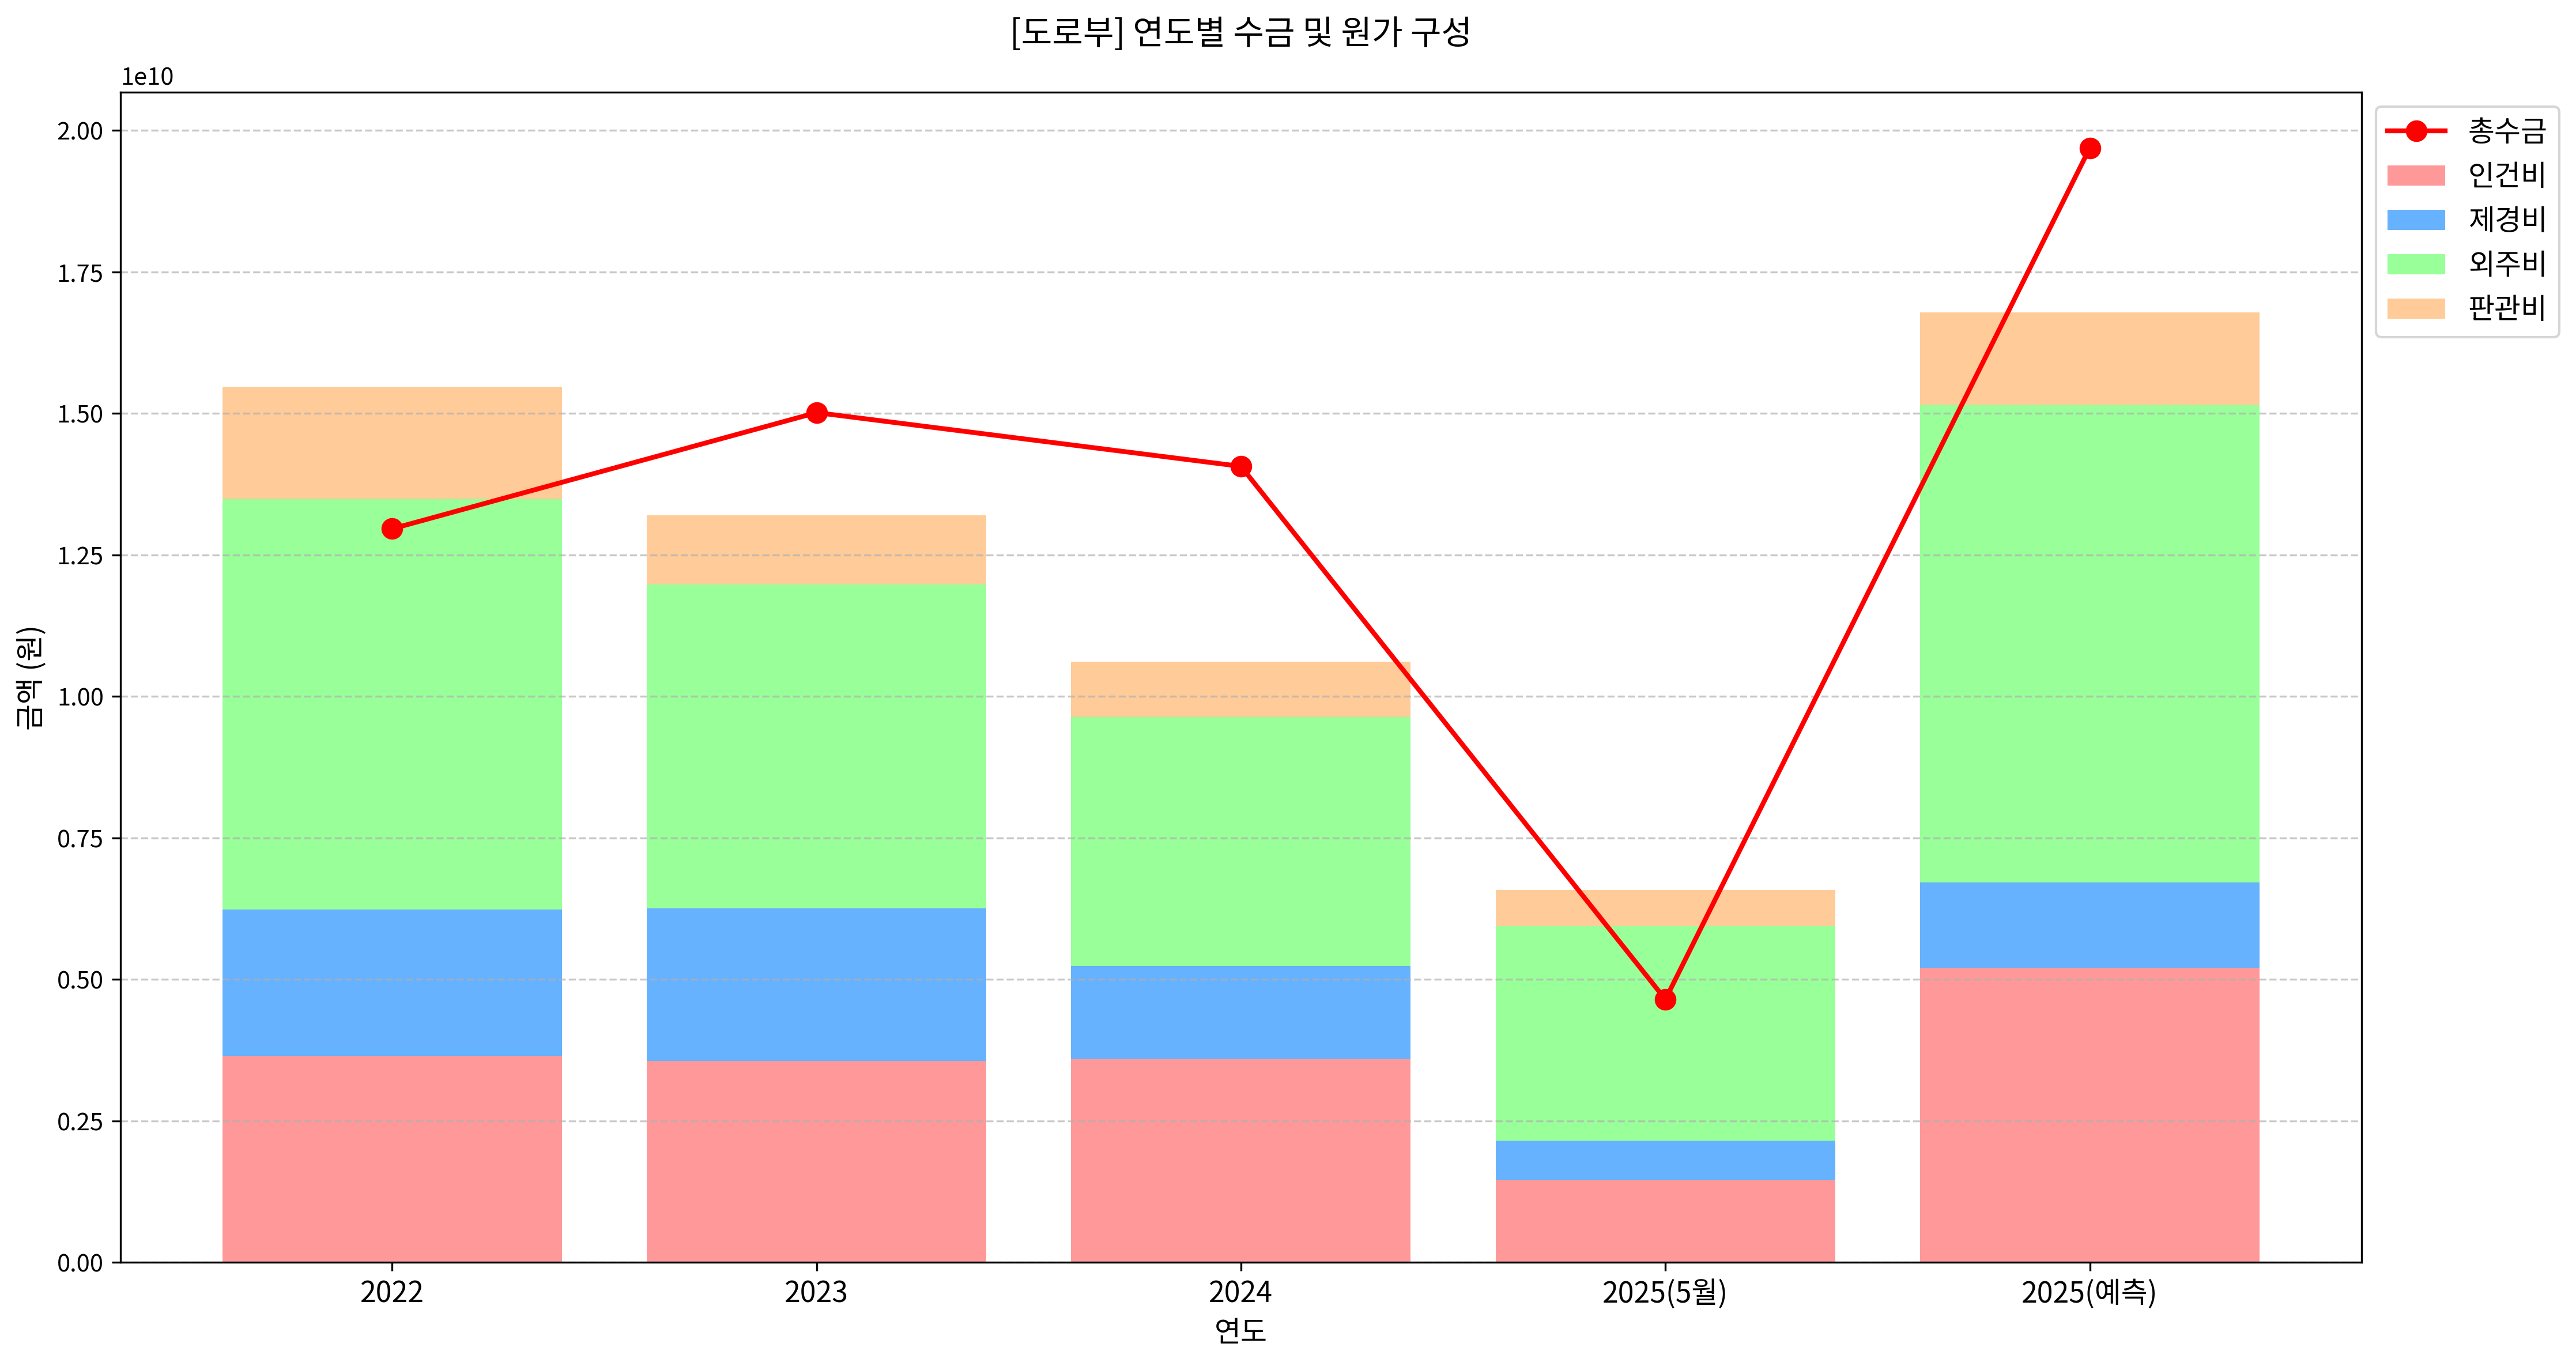 [도로부] 연도별 수금 및 원가 구성
1e10
2.00
1.75
1.50
1.25
1.00
0.75
0.50
0.25
0.00
금액 (원)
2022
2023
2024
2025(5월)
2025(예측)
연도
총수금
인건비
제경비
외주비
판관비